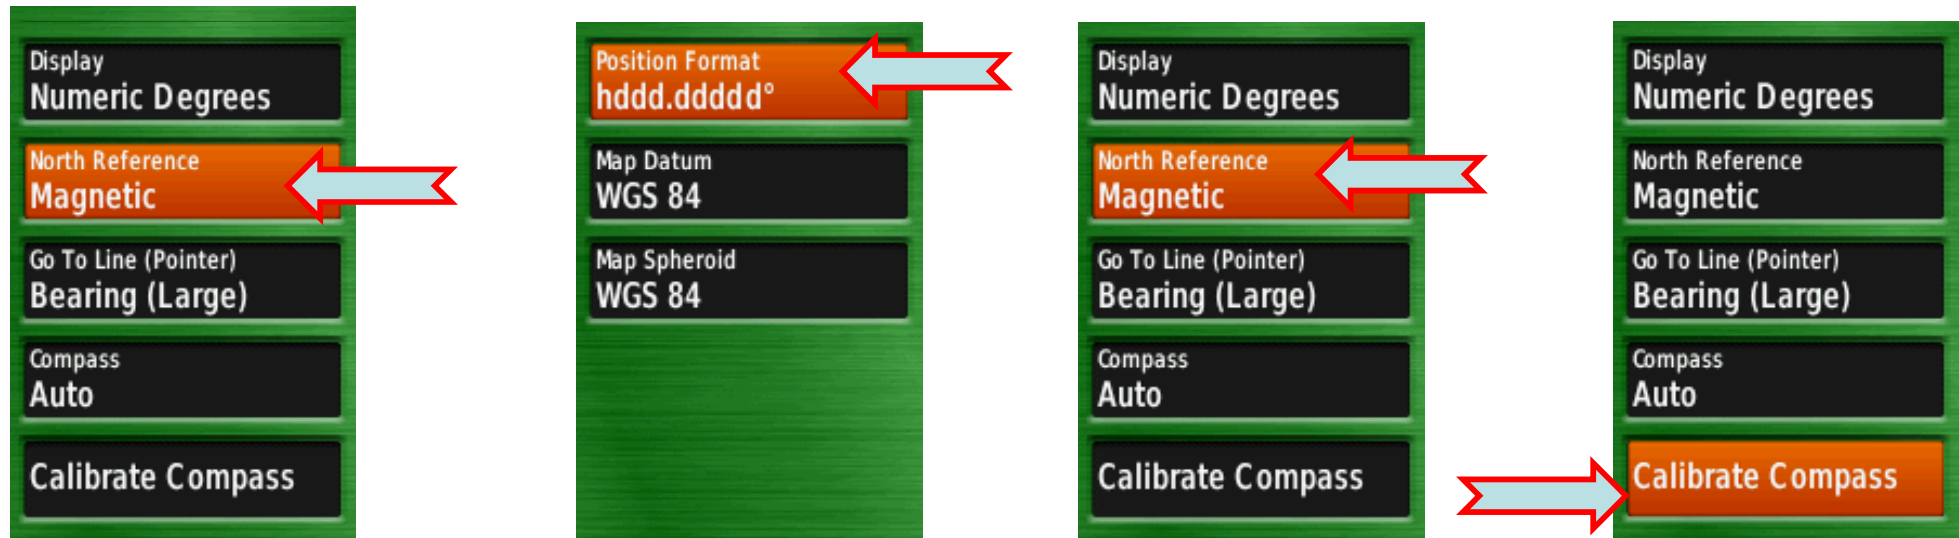 Display
Numeric Degrees
North Reference
Magnetic
Go To Line (Pointer)
Bearing (Large)
Compass
Auto
Calibrate Compass
Position Format
hddd.ddddd°
Map Datum
WGS 84
Map Spheroid
WGS 84
Display
Numeric Degrees
North Reference
Magnetic
Go To Line (Pointer)
Bearing (Large)
Compass
Auto
Calibrate Compass
Display
Numeric Degrees
North Reference
Magnetic
Go To Line (Pointer)
Bearing (Large)
Compass
Auto
Calibrate Compass